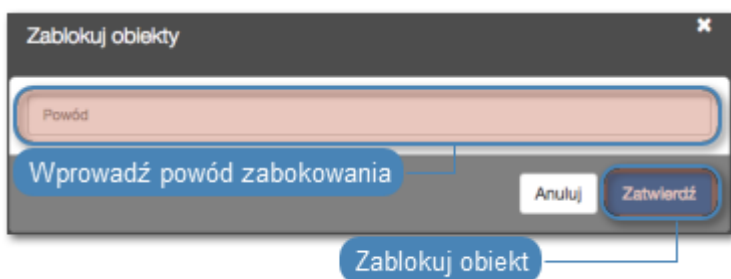 Zablokuj obiekty
Powód
Wprowadź powód zabokowania
Anuluj
Zatwierdź
Zablokuj obiekt